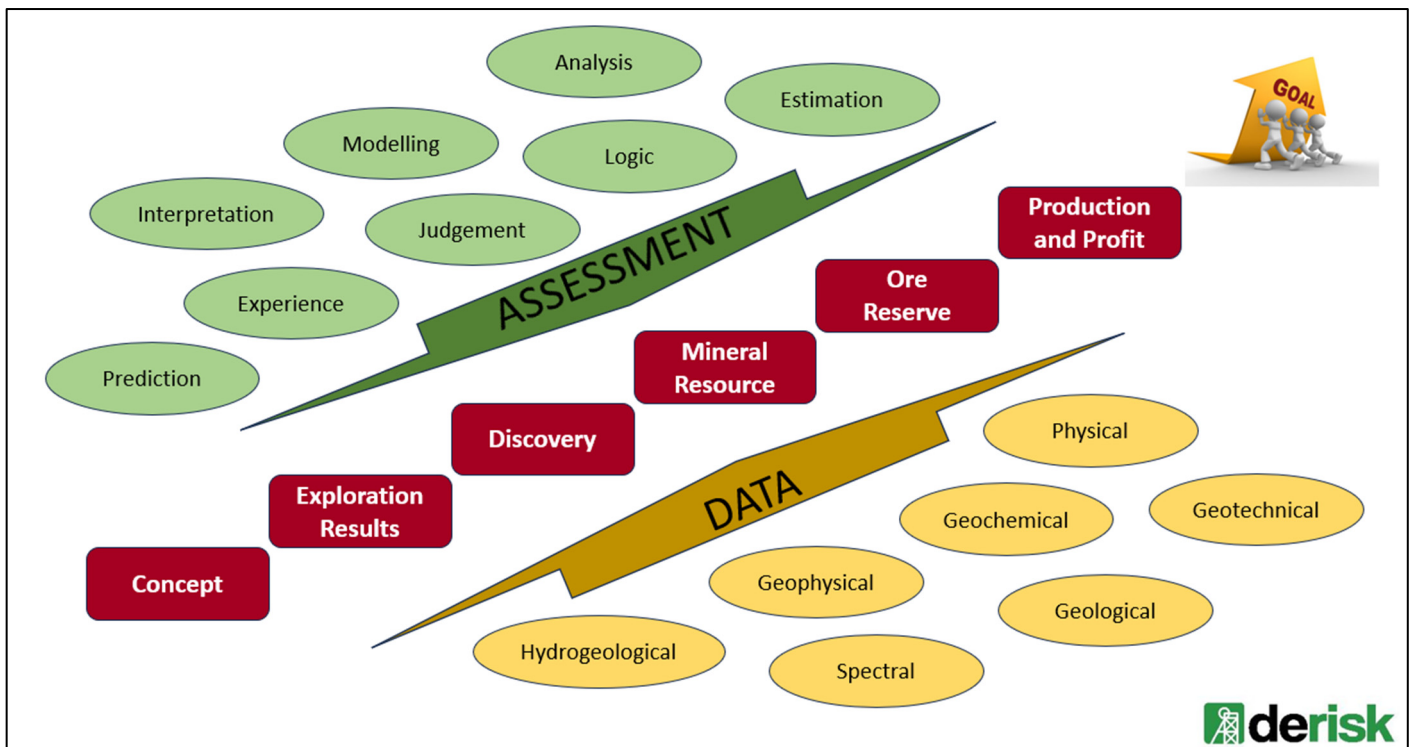 Analysis
Estimation
GOAL
Modelling
Logic
Interpretation
Judgement
Experience
Prediction
ASSESSMENT
Production
and Profit
Ore
Reserve
Mineral
Resource
Discovery
Exploration
Results
Concept
DATA
Physical
Geochemical
Geotechnical
Geophysical
Geological
Hydrogeological
Spectral
derisk